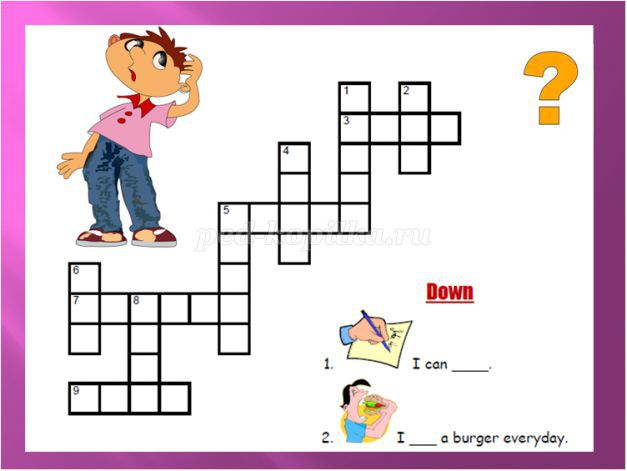 1
2
3
4
5
ped-kopilka.ru
6
7
8
9
Down
1. I can ____.
2. I ___ a burger everyday.